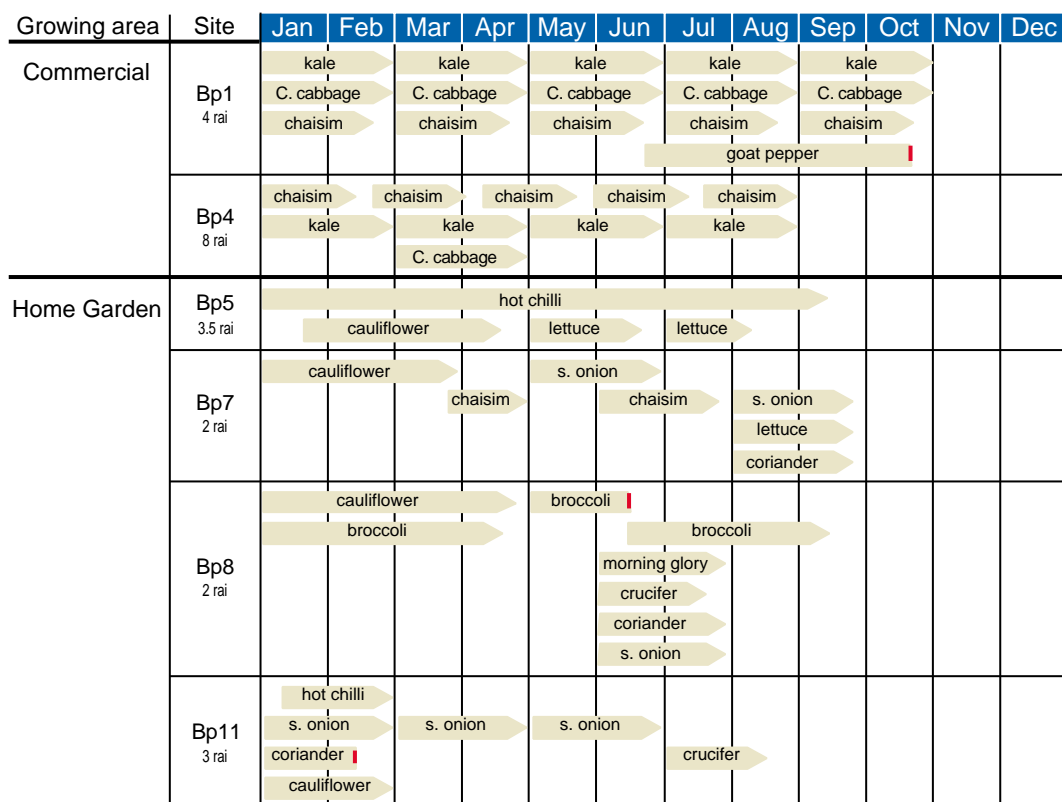 Growing area Site Jan Feb Mar Apr May Jun Jul Aug Sep Oct Nov Dec
Commercial
Bp1
4 rai
kale kale kale kale kale
C. cabbage C. cabbage C. cabbage C. cabbage C. cabbage
chaisim chaisim chaisim chaisim chaisim
goat pepper
Bp4
8 rai
chaisim chaisim chaisim chaisim chaisim
kale kale kale kale
C. cabbage
Home Garden
Bp5
3.5 rai
hot chilli
cauliflower lettuce lettuce
Bp7
2 rai
cauliflower s. onion
chaisim chaisim s. onion
lettuce
coriander
Bp8
2 rai
cauliflower broccoli
broccoli broccoli
morning glory
crucifer
coriander
s. onion
Bp11
3 rai
hot chilli
s. onion s. onion s. onion
coriander crucifer
cauliflower